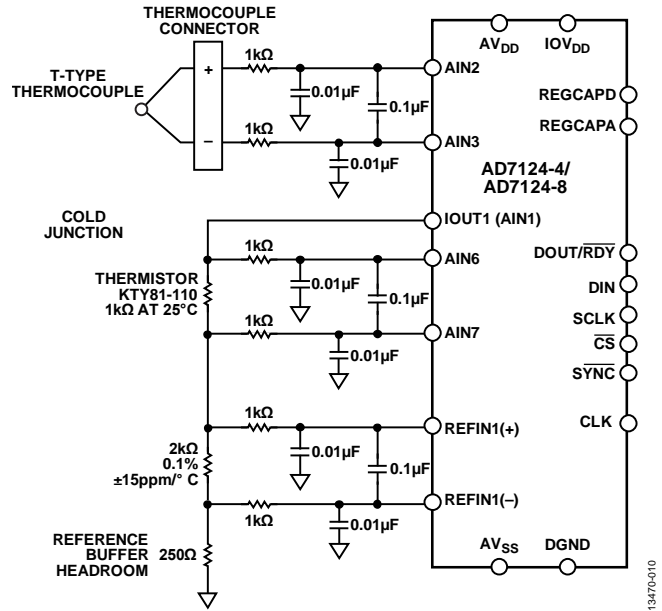 THERMOCOUPLE
CONNECTOR
T-TYPE
THERMOCOUPLE
+
–
1kΩ
0.01µF
0.1µF
1kΩ
0.01µF
AV_DD
IOV_DD
AIN2
AIN3
REGCAPD
REGCAPA
AD7124-4/
AD7124-8
COLD
JUNCTION
IOUT1 (AIN1)
1kΩ
AIN6
THERMISTOR
KTY81-110
1kΩ AT 25°C
0.01µF
0.1µF
1kΩ
AIN7
0.01µF
DOUT/RDY
DIN
SCLK
CS
SYNC
CLK
1kΩ
REFIN1(+)
2kΩ
0.1%
±15ppm/° C
0.01µF
0.1µF
REFIN1(–)
1kΩ
0.01µF
REFERENCE
BUFFER
HEADROOM
250Ω
AV_SS
DGND
13470-010